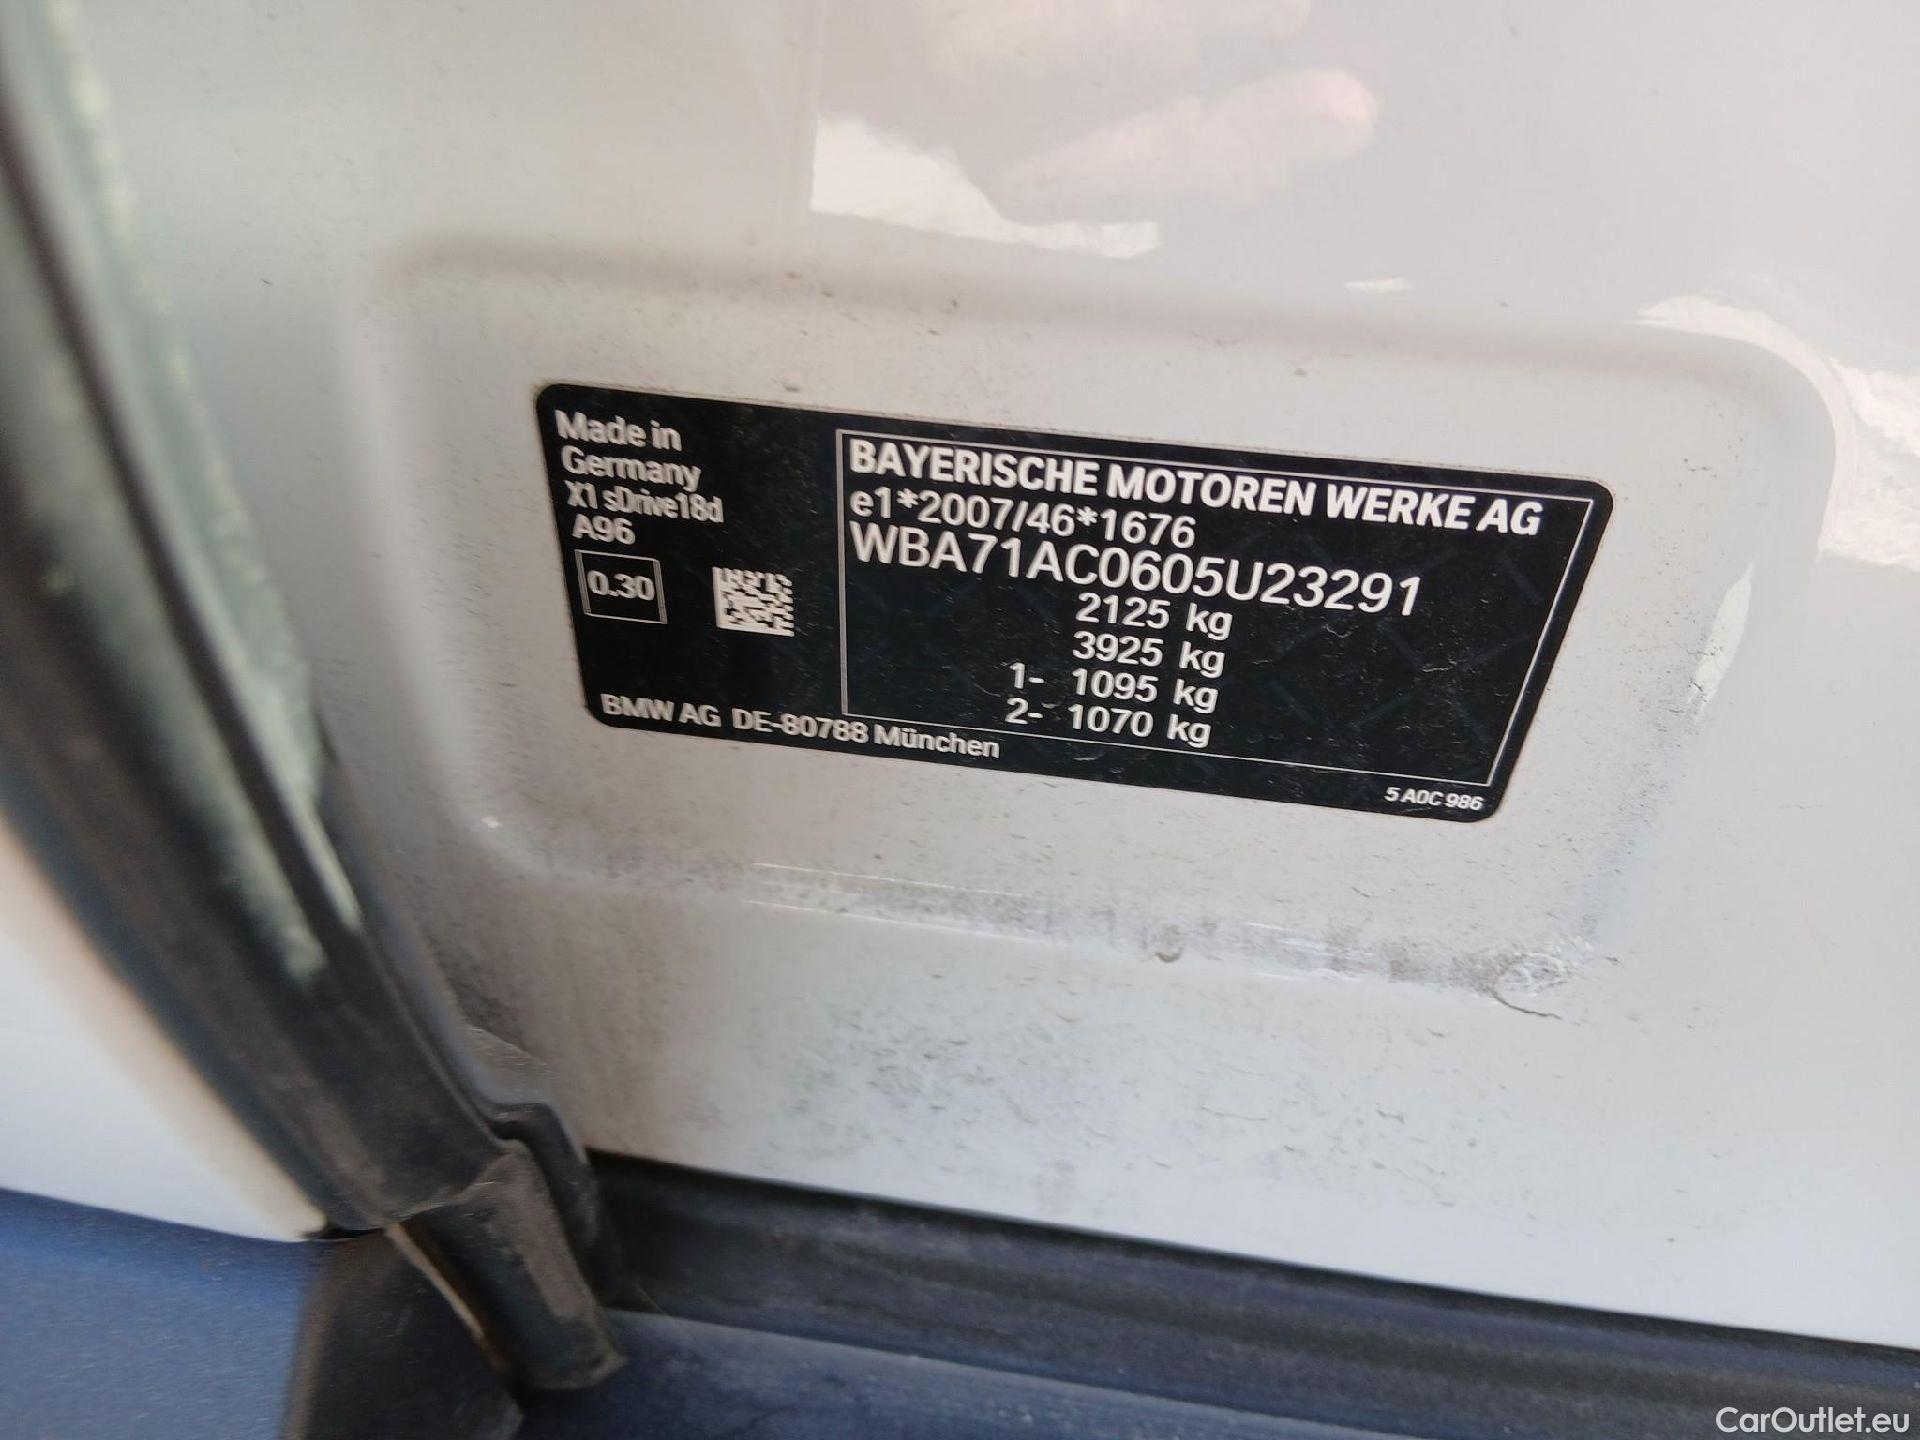 Made in
Germany
X1 sDrive18d
A96
0.30
BMW AG DE-80788 München
BAYERISCHE MOTOREN WERKE AG
e1*2007/46*1676
WBA71AC0605U23291
2125 kg
3925 kg
1- 1095 kg
2- 1070 kg
5 A0C 986
CarOutlet.eu